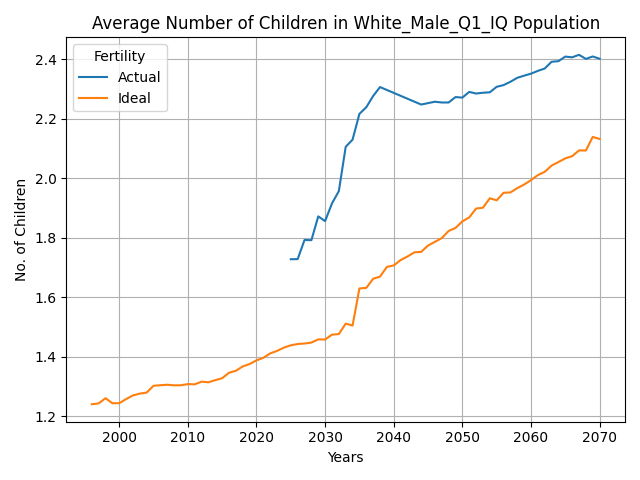 Average Number of Children in White_Male_Q1_IQ Population
Fertility
Actual
Ideal
No. of Children
2.4
2.2
2.0
1.8
1.6
1.4
1.2
2000 2010 2020 2030 2040 2050 2060 2070
Years